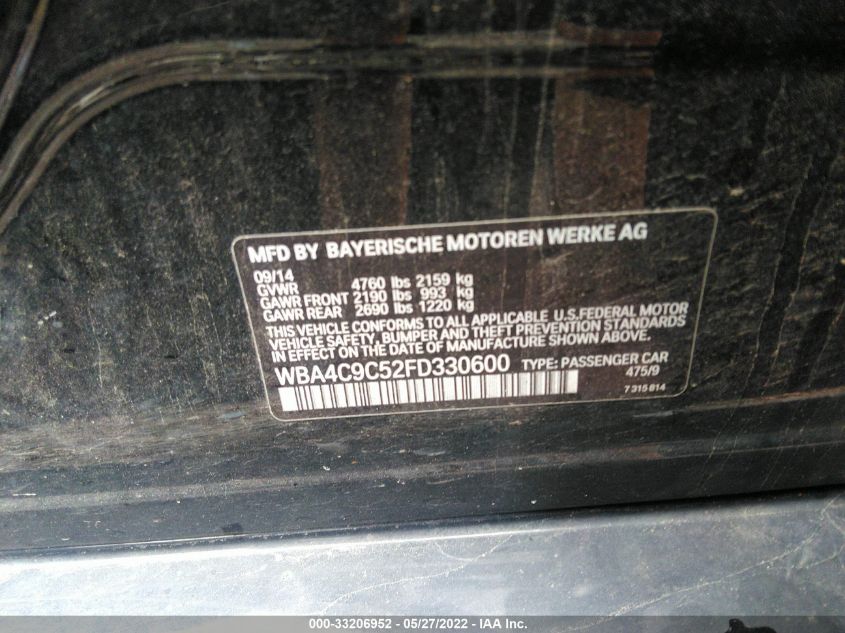 MFD BY BAYERISCHE MOTOREN WERKE AG
09/14
GVWR 4760 lbs 2159 kg
GAWR FRONT 2190 lbs 993 kg
GAWR REAR 2690 lbs 1220 kg
THIS VEHICLE CONFORMS TO ALL APPLICABLE U.S.FEDERAL MOTOR
VEHICLE SAFETY, BUMPER AND THEFT PREVENTION STANDARDS
IN EFFECT ON THE DATE OF MANUFACTURE SHOWN ABOVE.
WBA4C9C52FD330600 TYPE: PASSENGER CAR
475/9
7 315 814
000-33206952 - 05/27/2022 - IAA Inc.